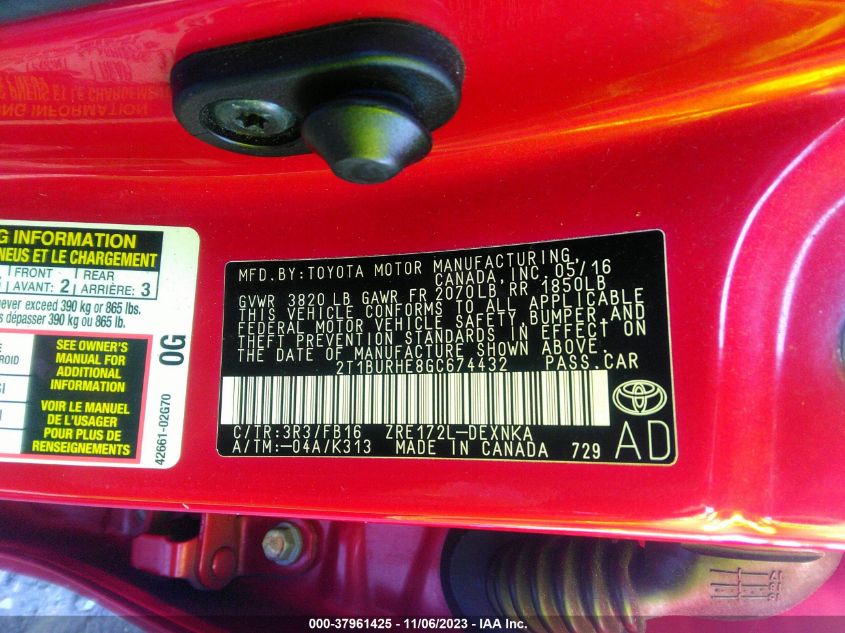 G INFORMATION
NEUS ET LE CHARGEMENT
FRONT 2 REAR 3
AVANT: ARRIÈRE:
never exceed 390 kg or 865 lbs.
dépasser 390 kg ou 865 lb.
SEE OWNER'S
MANUAL FOR
ADDITIONAL
INFORMATION
VOIR LE MANUEL
DE L'USAGER
POUR PLUS DE
RENSEIGNEMENTS
0G
42661-02G70
MFD.BY:TOYOTA MOTOR MANUFACTURING,
CANADA,INC. 05/16
GVWR 3820 LB GAWR FR 2070LB RR 1850LB
THIS VEHICLE CONFORMS TO ALL APPLICABLE
FEDERAL MOTOR VEHICLE SAFETY, BUMPER,AND
THEFT PREVENTION STANDARDS IN EFFECT ON
THE DATE OF MANUFACTURE SHOWN ABOVE.
2T1BURHE8GC674432 PASS.CAR
C/TR:3R3/FB16 ZRE172L-DEXNKA
A/TM:-04A/K313 MADE IN CANADA 729
TOYOTA
AD
000-37961425 - 11/06/2023 - IAA Inc.